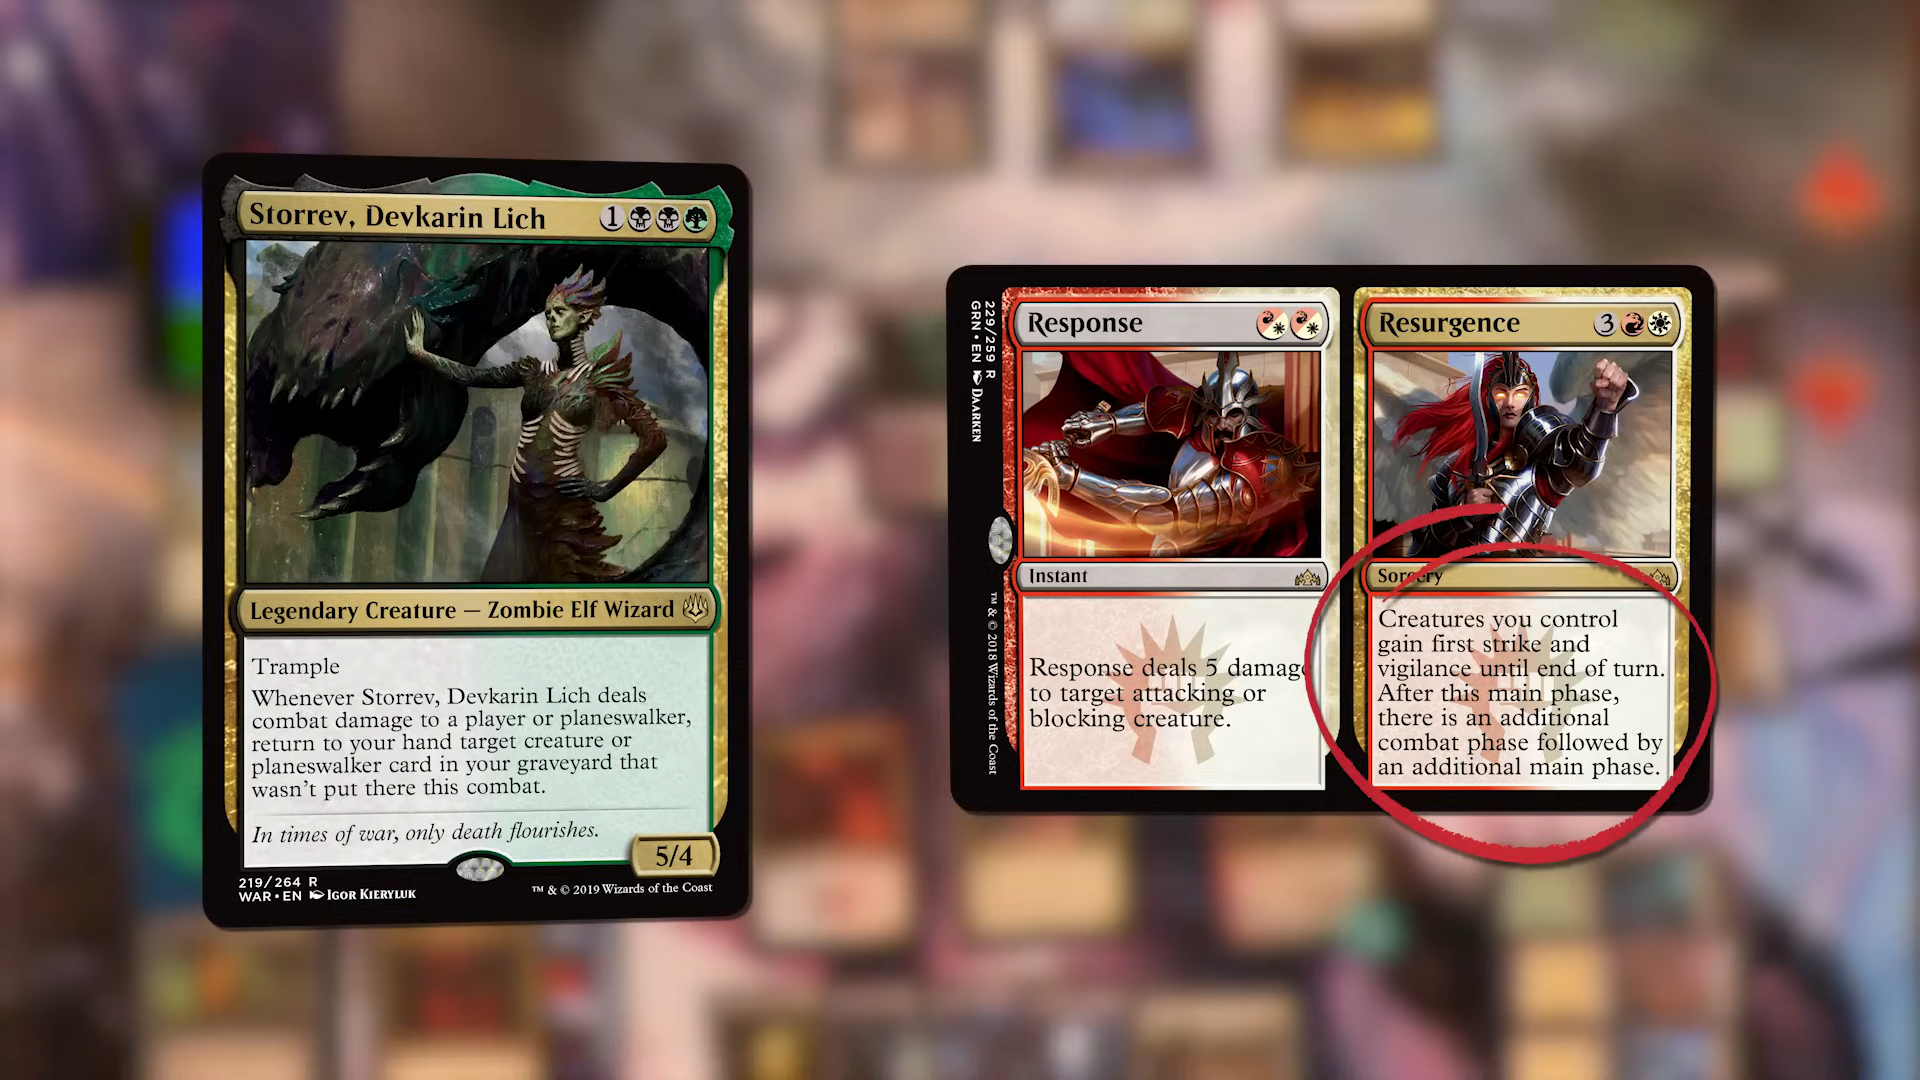 Storrev, Devkarin Lich 1
Legendary Creature — Zombie Elf Wizard
Trample
Whenever Storrev, Devkarin Lich deals
combat damage to a player or planeswalker,
return to your hand target creature or
planeswalker card in your graveyard that
wasn't put there this combat.
In times of war, only death flourishes.
5/4
219/264 R
WAR • EN IGOR KIERYLUK
™ & © 2019 Wizards of the Coast
229/259 R
GRN • EN DAARKEN
™ & © 2018 Wizards of the Coast
Response
Instant
Response deals 5 damage
to target attacking or
blocking creature.
Resurgence 3
Sorcery
Creatures you control
gain first strike and
vigilance until end of turn.
After this main phase,
there is an additional
combat phase followed by
an additional main phase.